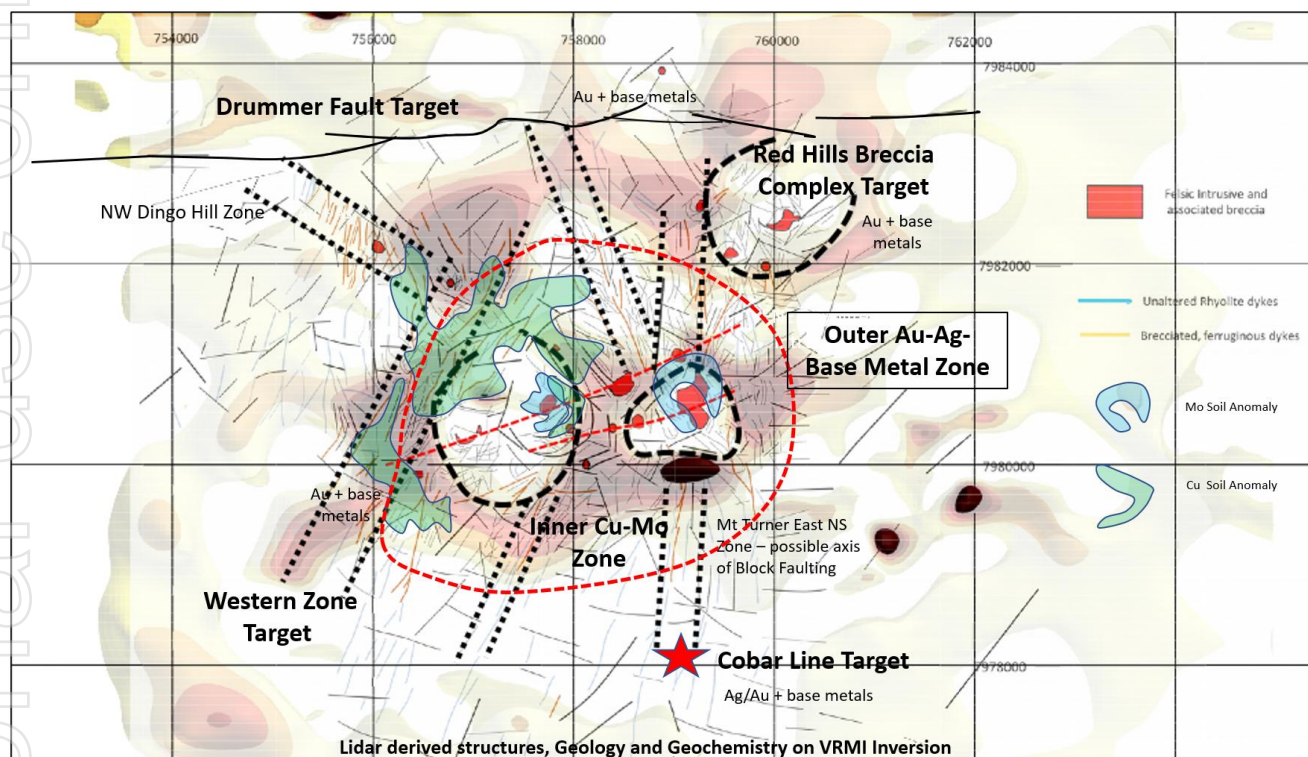 754000
756000
758000
760000
762000
7984000
Drummer Fault Target
Au + base metals
Red Hills Breccia
Complex Target
Au + base
metals
NW Dingo Hill Zone
Felsic Intrusive and
associated breccia
7982000
Unaltered Rhyolite dykes
Brecciated, ferruginous dykes
Outer Au-Ag-
Base Metal Zone
Mo Soil Anomaly
7980000
Cu Soil Anomaly
Au + base
metals
Inner Cu-Mo
Zone
Mt Turner East NS
Zone – possible axis
of Block Faulting
Western Zone
Target
Cobar Line Target
7978000
Ag/Au + base metals
Lidar derived structures, Geology and Geochemistry on VRMI Inversion